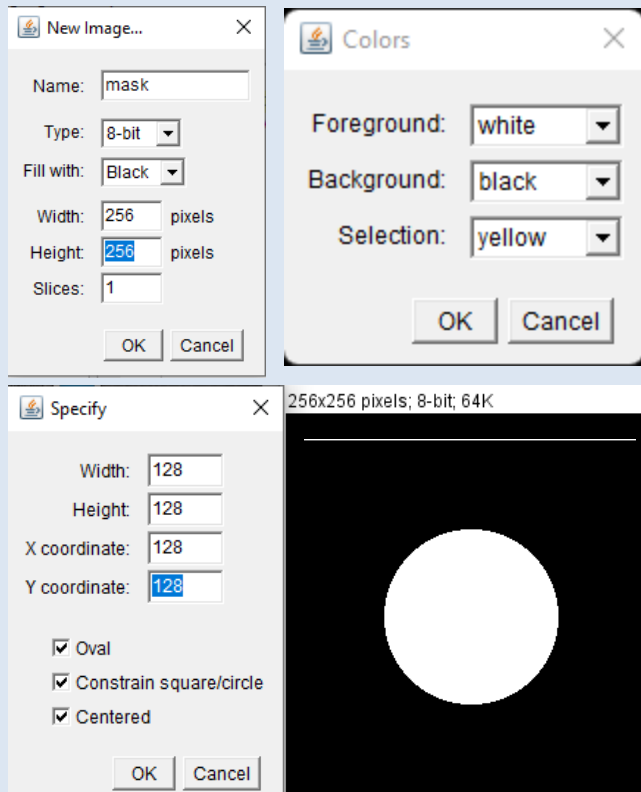 New Image...
Name: mask
Type: 8-bit
Fill with: Black
Width: 256 pixels
Height: 256 pixels
Slices: 1
OK Cancel
Colors
Foreground: white
Background: black
Selection: yellow
OK Cancel
Specify
Width: 128
Height: 128
X coordinate: 128
Y coordinate: 128
Oval
Constrain square/circle
Centered
OK Cancel
256x256 pixels; 8-bit; 64K